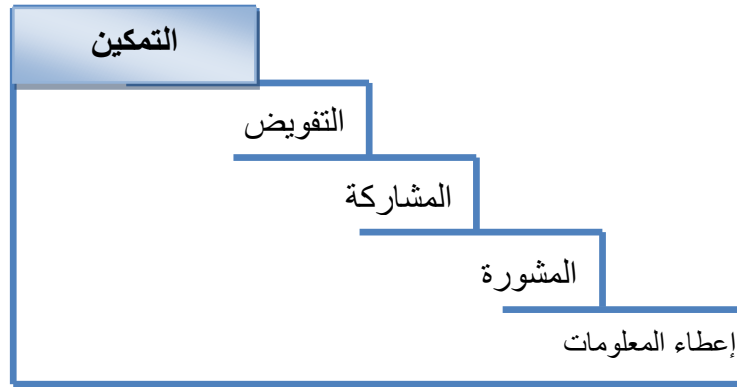 التمكين
التفويض
المشاركة
المشورة
إعطاء المعلومات